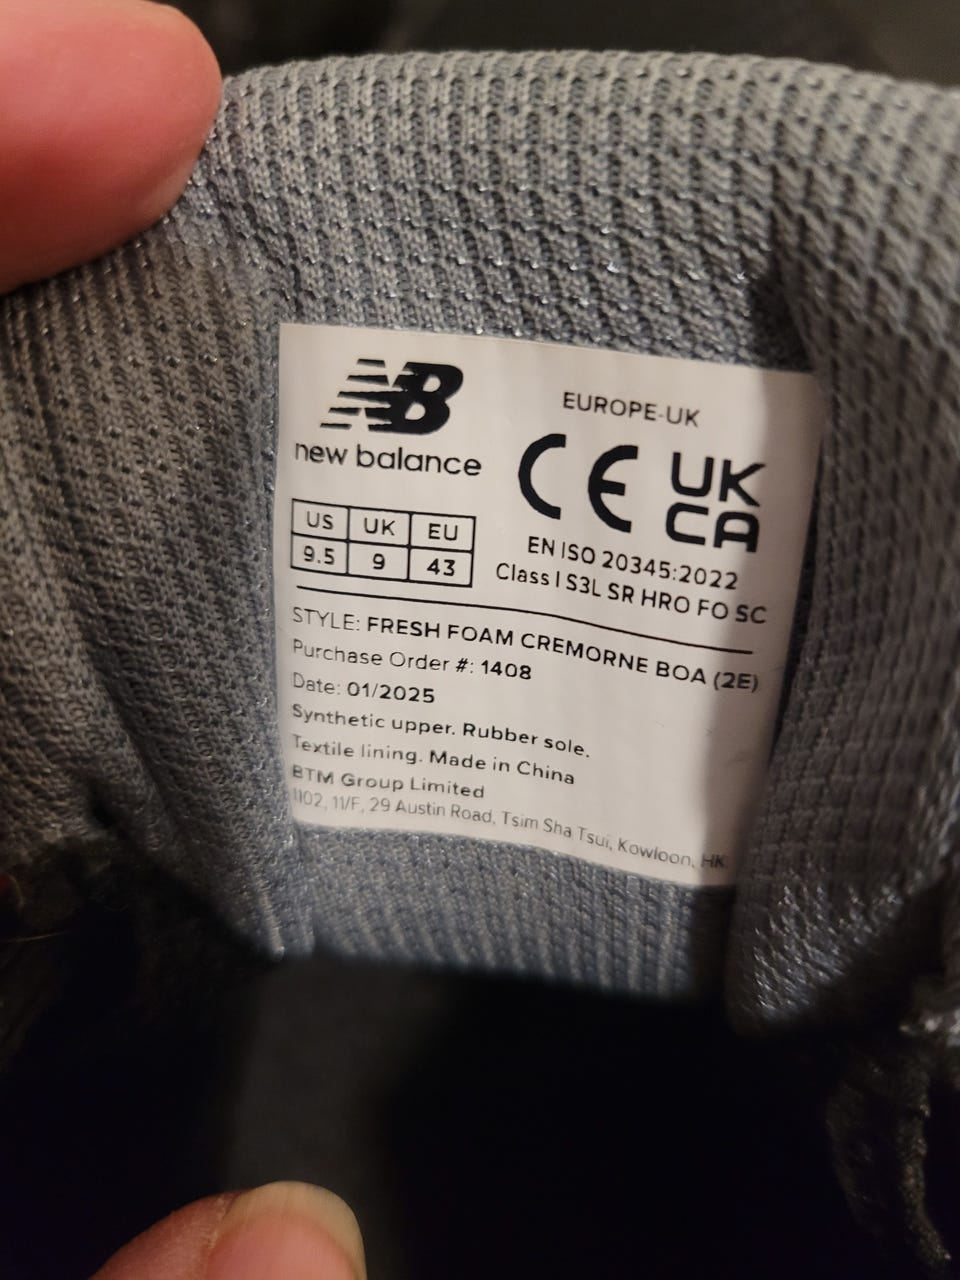 NB
new balance
EUROPE-UK
CE UK
CA
EN ISO 20345:2022
Class I S3L SR HRO FO SC
US UK EU
9.5 9 43
STYLE: FRESH FOAM CREMORNE BOA (2E)
Purchase Order #: 1408
Date: 01/2025
Synthetic upper. Rubber sole.
Textile lining. Made in China
BTM Group Limited
1102, 11/F, 29 Austin Road, Tsim Sha Tsui, Kowloon, HK